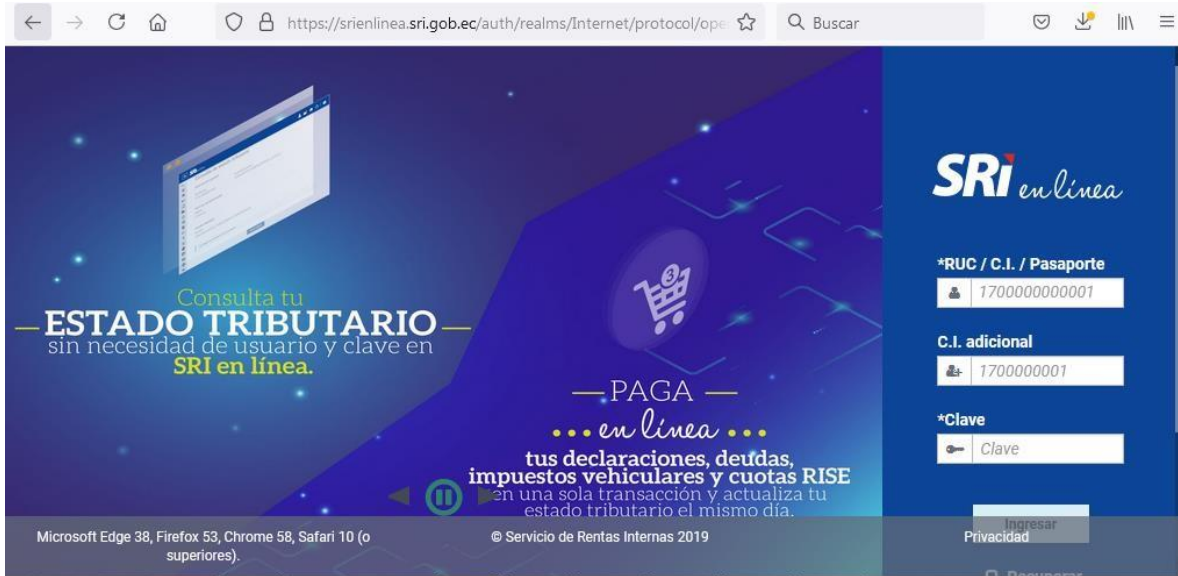 https://srienlinea.sri.gob.ec/auth/realms/Internet/protocol/ope
Buscar
Consulta tu
ESTADO TRIBUTARIO
sin necesidad de usuario y clave en
SRI en línea.
3
PAGA
... en línea ...
tus declaraciones, deudas,
impuestos vehiculares y cuotas RISE
en una sola transacción y actualiza tu
estado tributario el mismo día.
SRi en línea
*RUC / C.I. / Pasaporte
1700000000001
C.I. adicional
1700000001
*Clave
Clave
Ingresar
Recuperar
Microsoft Edge 38, Firefox 53, Chrome 58, Safari 10 (o
superiores).
© Servicio de Rentas Internas 2019
Privacidad